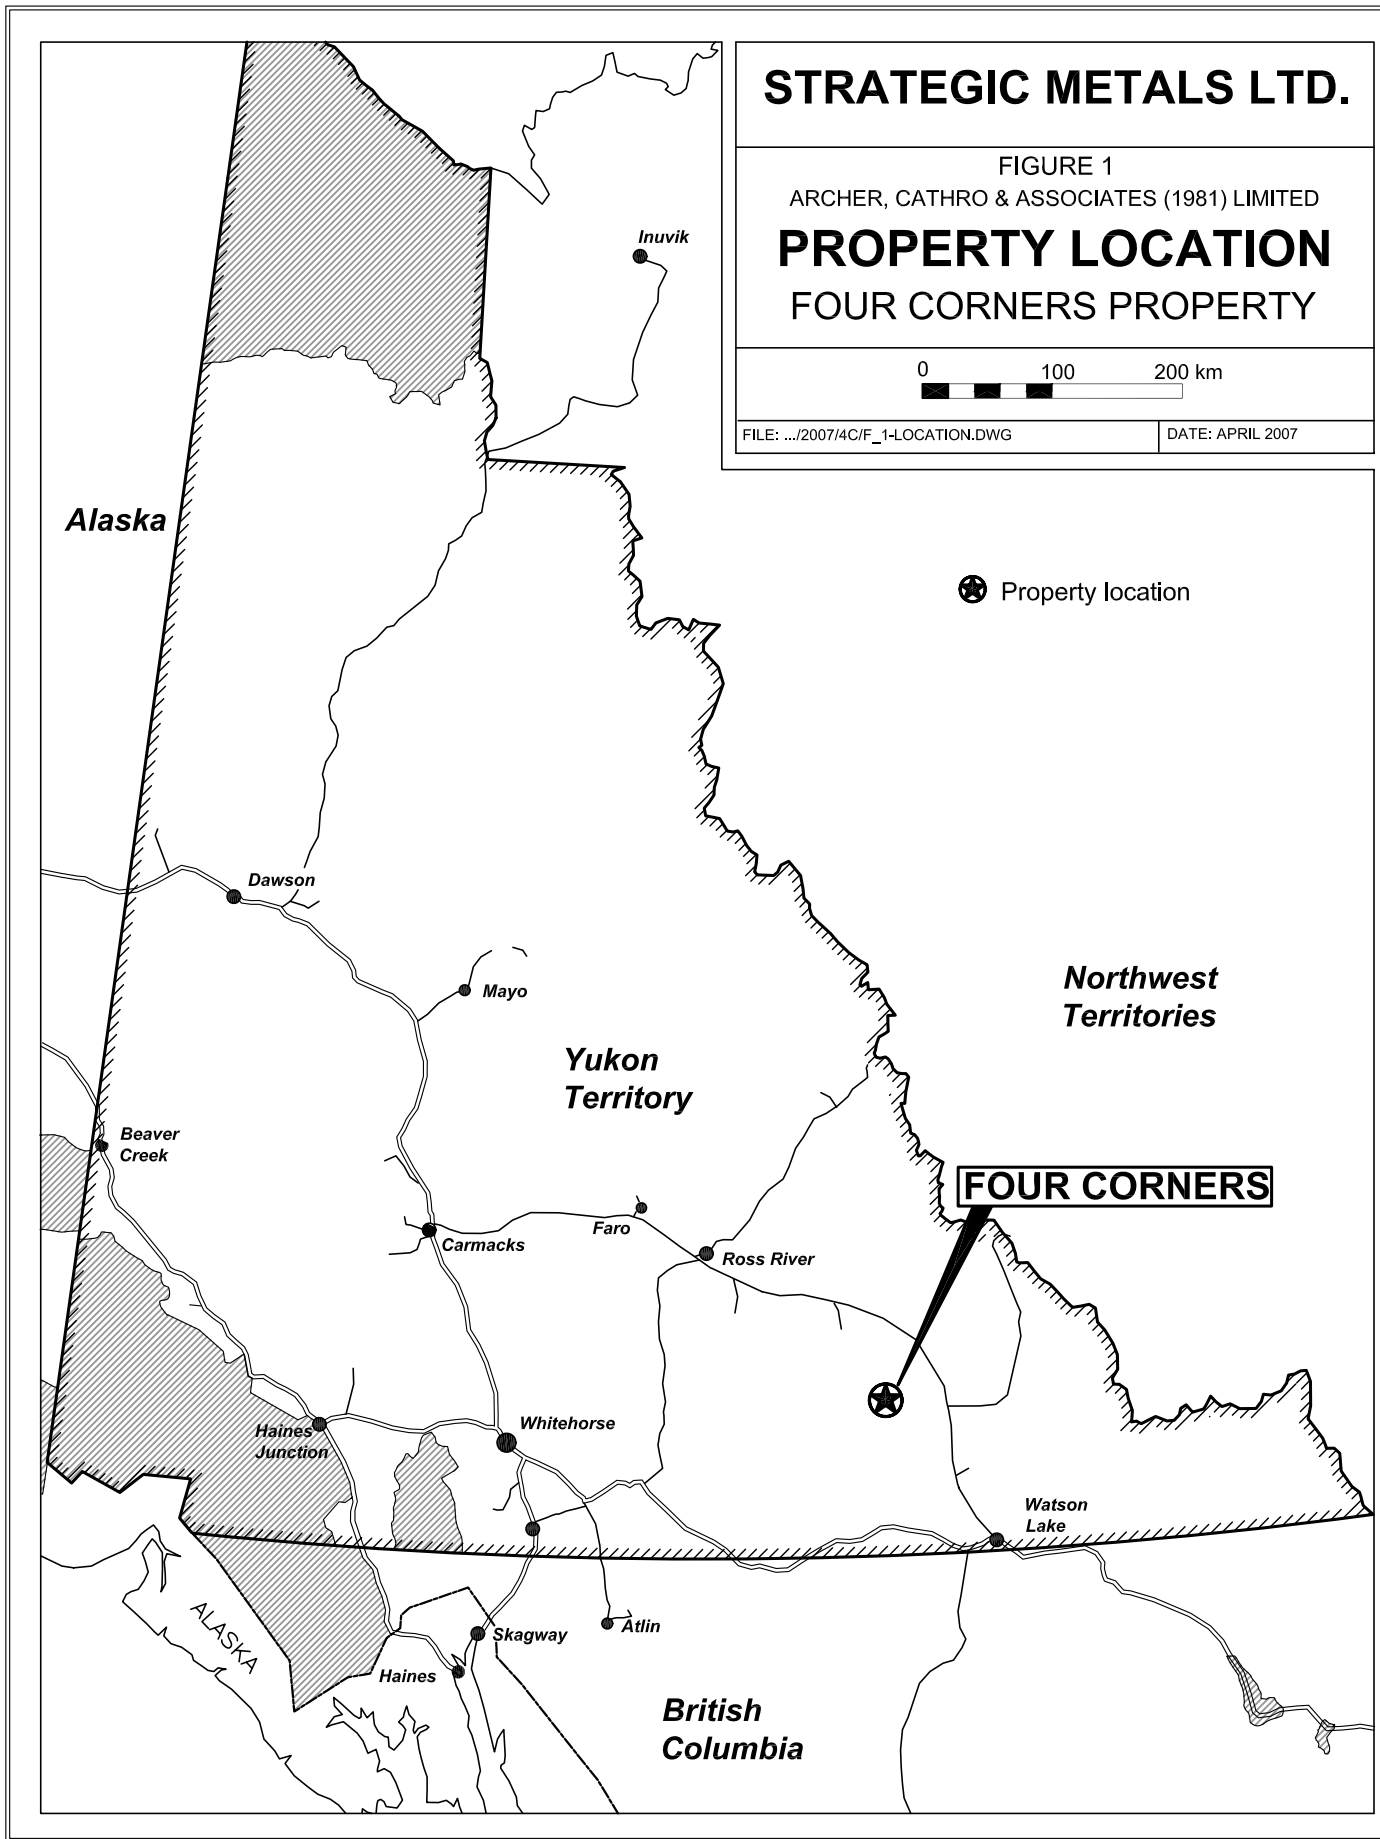 STRATEGIC METALS LTD.
FIGURE 1
ARCHER, CATHRO & ASSOCIATES (1981) LIMITED
PROPERTY LOCATION
FOUR CORNERS PROPERTY
0 100 200 km
FILE: .../2007/4C/F_1-LOCATION.DWG
DATE: APRIL 2007
Inuvik
Alaska
Property location
Dawson
Mayo
Northwest
Territories
Yukon
Territory
Beaver
Creek
FOUR CORNERS
Faro
Carmacks
Ross River
Haines
Junction
Whitehorse
Watson
Lake
ALASKA
Skagway
Atlin
Haines
British
Columbia